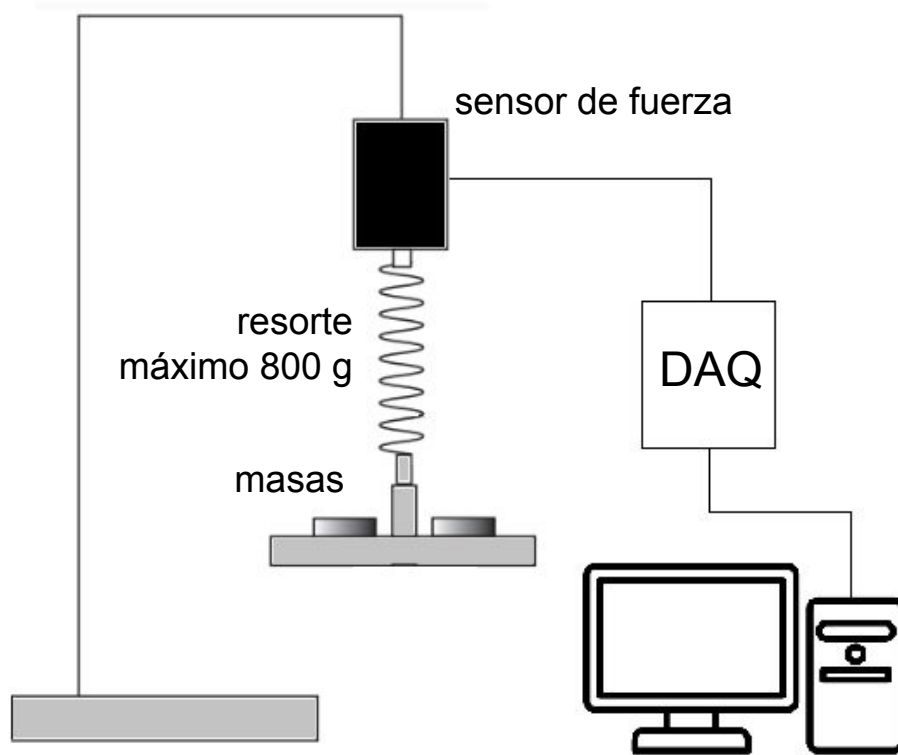 sensor de fuerza
resorte
máximo 800 g
DAQ
masas